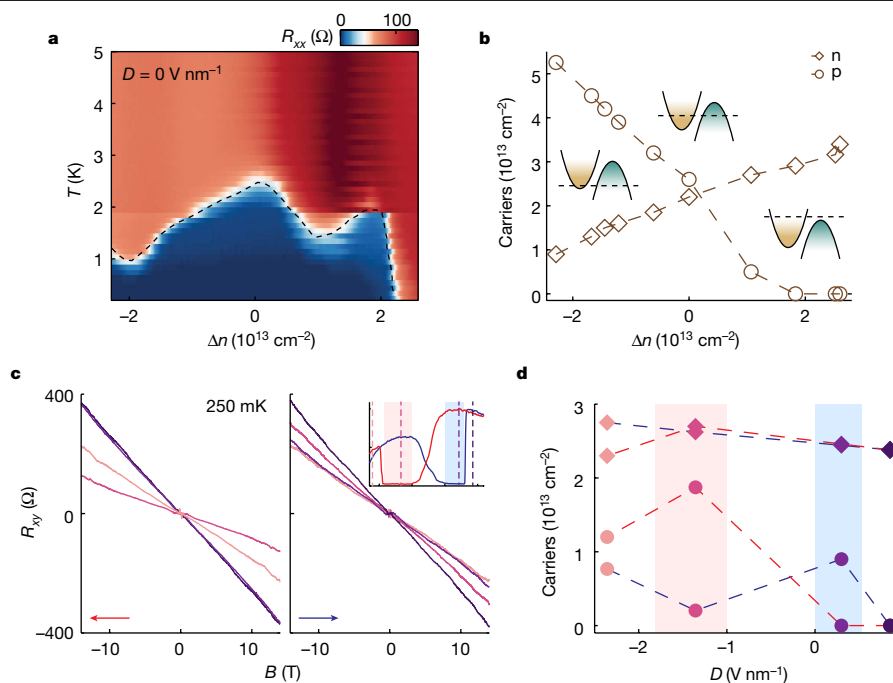 a
R_xx (Ω)
0 100
D = 0 V nm⁻¹
T (K)
5
4
3
2
1
−2 0 2
Δn (10¹³ cm⁻²)
b
n
p
Carriers (10¹³ cm⁻²)
5
4
3
2
1
0
−2 −1 0 1 2
Δn (10¹³ cm⁻²)
c
250 mK
R_xy (Ω)
400
0
−400
−10 0 10 −10 0 10
B (T)
d
Carriers (10¹³ cm⁻²)
3
2
1
0
−2 −1 0
D (V nm⁻¹)